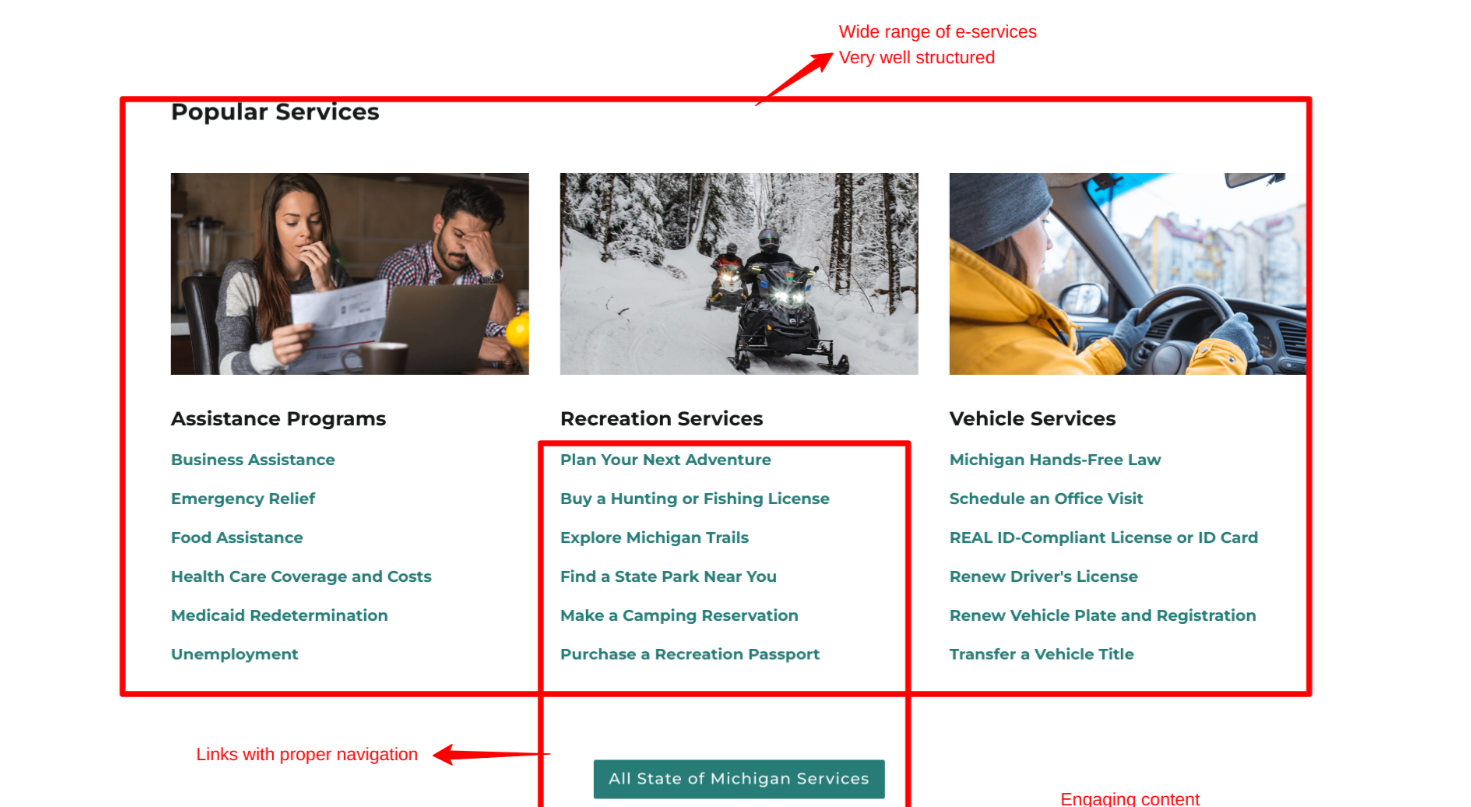 Wide range of e-services
Very well structured
Popular Services
Assistance Programs
Business Assistance
Emergency Relief
Food Assistance
Health Care Coverage and Costs
Medicaid Redetermination
Unemployment
Recreation Services
Plan Your Next Adventure
Buy a Hunting or Fishing License
Explore Michigan Trails
Find a State Park Near You
Make a Camping Reservation
Purchase a Recreation Passport
Vehicle Services
Michigan Hands-Free Law
Schedule an Office Visit
REAL ID-Compliant License or ID Card
Renew Driver's License
Renew Vehicle Plate and Registration
Transfer a Vehicle Title
Links with proper navigation
All State of Michigan Services
Engaging content